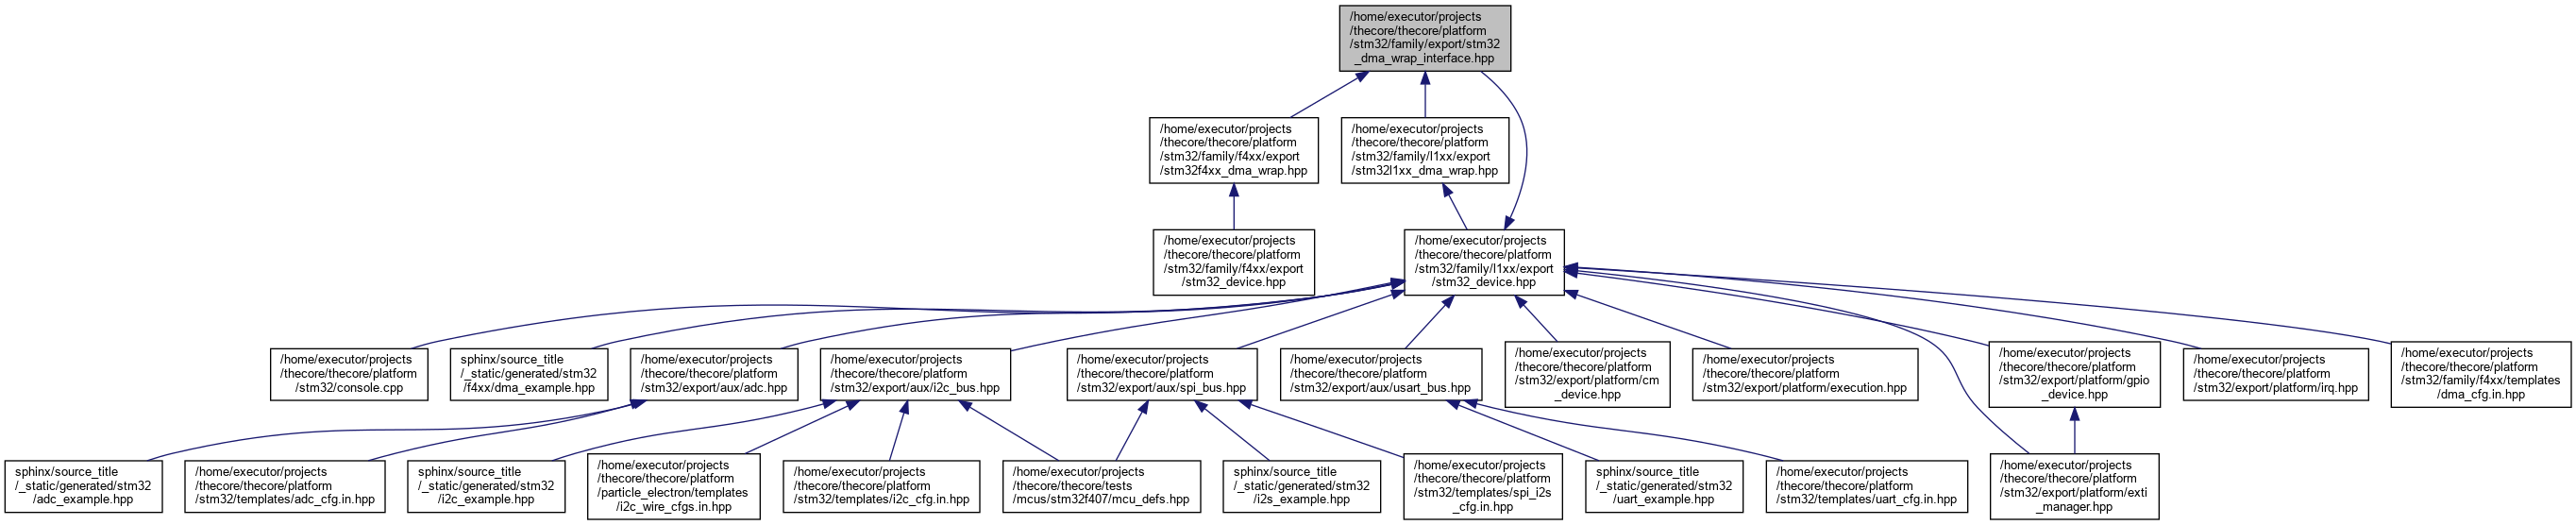 /home/executor/projects
/thecore/thecore/platform
/stm32/family/export/stm32
_dma_wrap_interface.hpp
/home/executor/projects
/thecore/thecore/platform
/stm32/family/f4xx/export
/stm32f4xx_dma_wrap.hpp
/home/executor/projects
/thecore/thecore/platform
/stm32/family/l1xx/export
/stm32l1xx_dma_wrap.hpp
/home/executor/projects
/thecore/thecore/platform
/stm32/family/f4xx/export
/stm32_device.hpp
/home/executor/projects
/thecore/thecore/platform
/stm32/family/l1xx/export
/stm32_device.hpp
/home/executor/projects
/thecore/thecore/platform
/stm32/console.cpp
sphinx/source_title
/_static/generated/stm32
/f4xx/dma_example.hpp
/home/executor/projects
/thecore/thecore/platform
/stm32/export/aux/adc.hpp
/home/executor/projects
/thecore/thecore/platform
/stm32/export/aux/i2c_bus.hpp
/home/executor/projects
/thecore/thecore/platform
/stm32/export/aux/spi_bus.hpp
/home/executor/projects
/thecore/thecore/platform
/stm32/export/aux/usart_bus.hpp
/home/executor/projects
/thecore/thecore/platform
/stm32/export/platform/cm
_device.hpp
/home/executor/projects
/thecore/thecore/platform
/stm32/export/platform/execution.hpp
/home/executor/projects
/thecore/thecore/platform
/stm32/export/platform/gpio
_device.hpp
/home/executor/projects
/thecore/thecore/platform
/stm32/export/platform/irq.hpp
/home/executor/projects
/thecore/thecore/platform
/stm32/family/f4xx/templates
/dma_cfg.in.hpp
sphinx/source_title
/_static/generated/stm32
/adc_example.hpp
/home/executor/projects
/thecore/thecore/platform
/stm32/templates/adc_cfg.in.hpp
sphinx/source_title
/_static/generated/stm32
/i2c_example.hpp
/home/executor/projects
/thecore/thecore/platform
/particle_electron/templates
/i2c_wire_cfgs.in.hpp
/home/executor/projects
/thecore/thecore/platform
/stm32/templates/i2c_cfg.in.hpp
/home/executor/projects
/thecore/thecore/tests
/mcus/stm32f407/mcu_defs.hpp
sphinx/source_title
/_static/generated/stm32
/i2s_example.hpp
/home/executor/projects
/thecore/thecore/platform
/stm32/templates/spi_i2s
_cfg.in.hpp
sphinx/source_title
/_static/generated/stm32
/uart_example.hpp
/home/executor/projects
/thecore/thecore/platform
/stm32/templates/uart_cfg.in.hpp
/home/executor/projects
/thecore/thecore/platform
/stm32/export/platform/exti
_manager.hpp